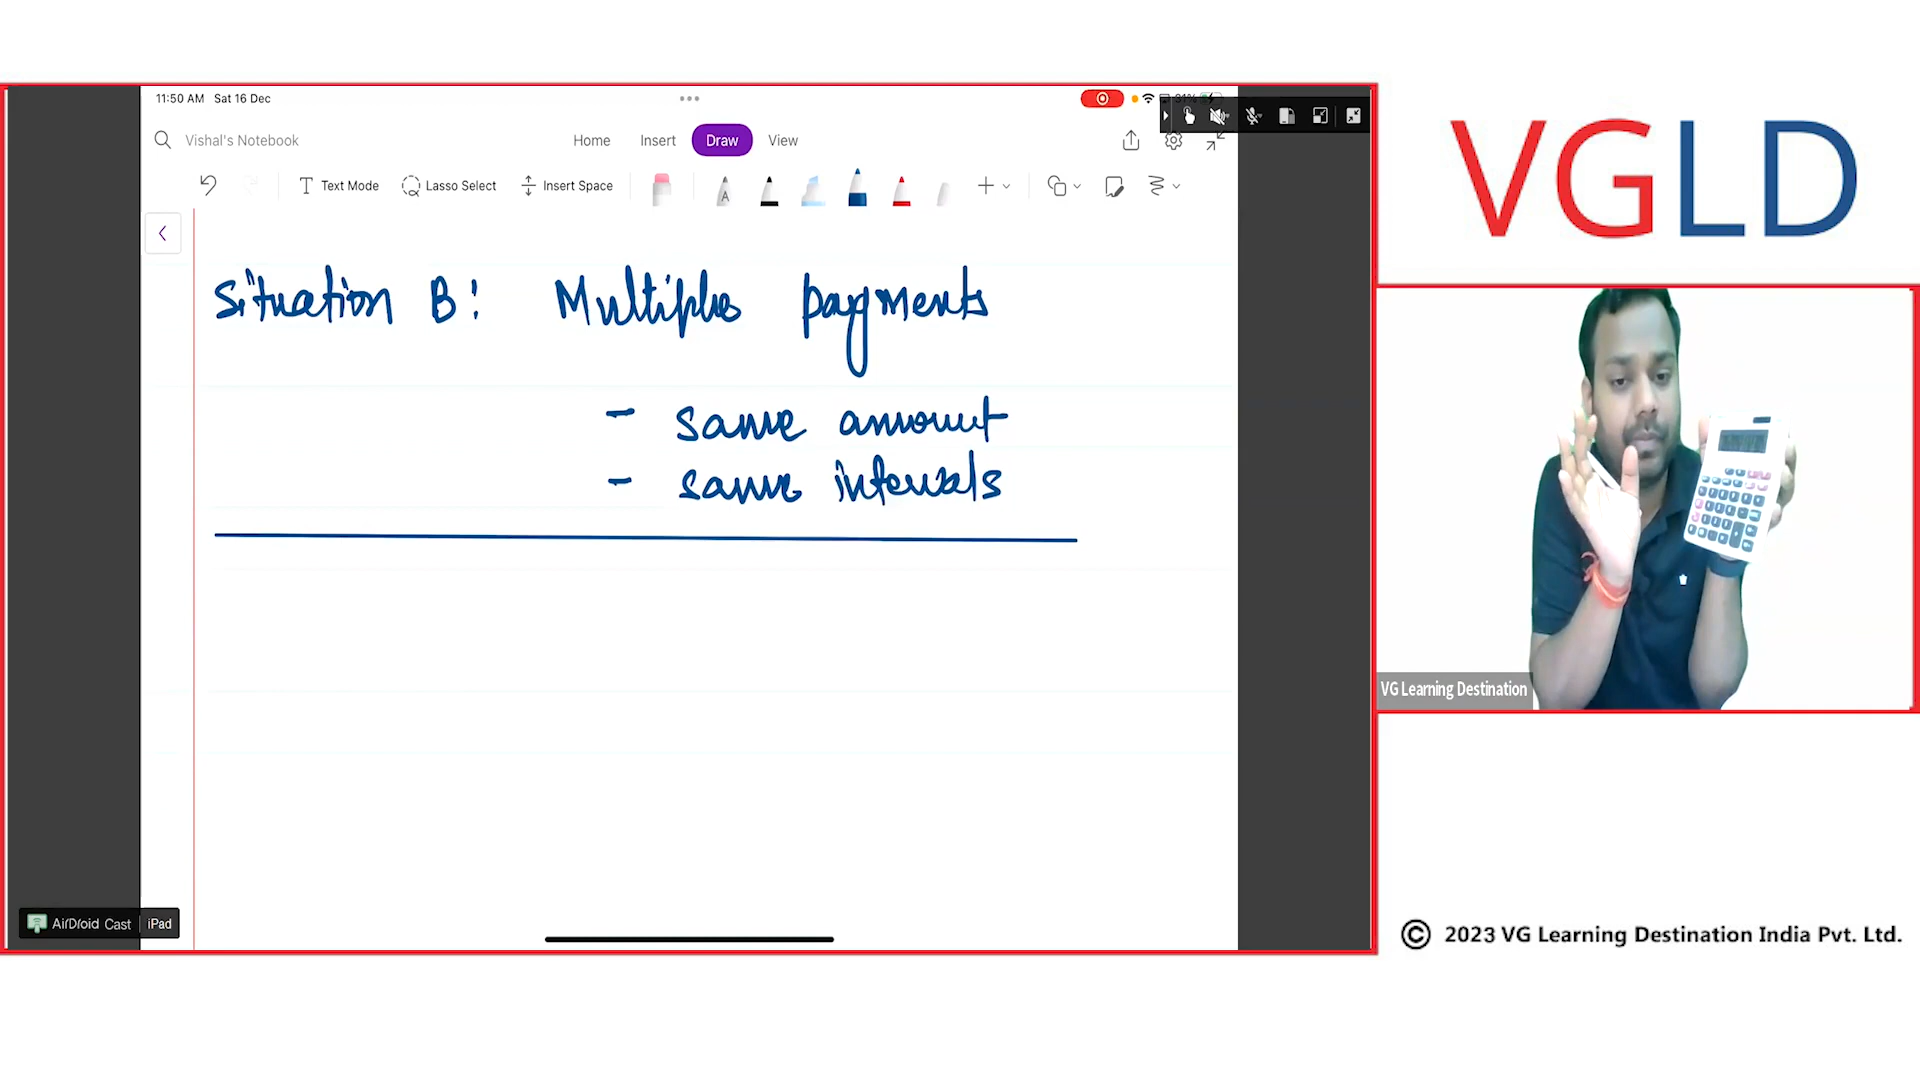 11:50 AM Sat 16 Dec
31%
Vishal's Notebook
Home Insert Draw View
Text Mode Lasso Select Insert Space
A
Situation B: Multiple payments
- same amount
- same intervals
AirDroid Cast iPad
VGLD
VG Learning Destination
© 2023 VG Learning Destination India Pvt. Ltd.